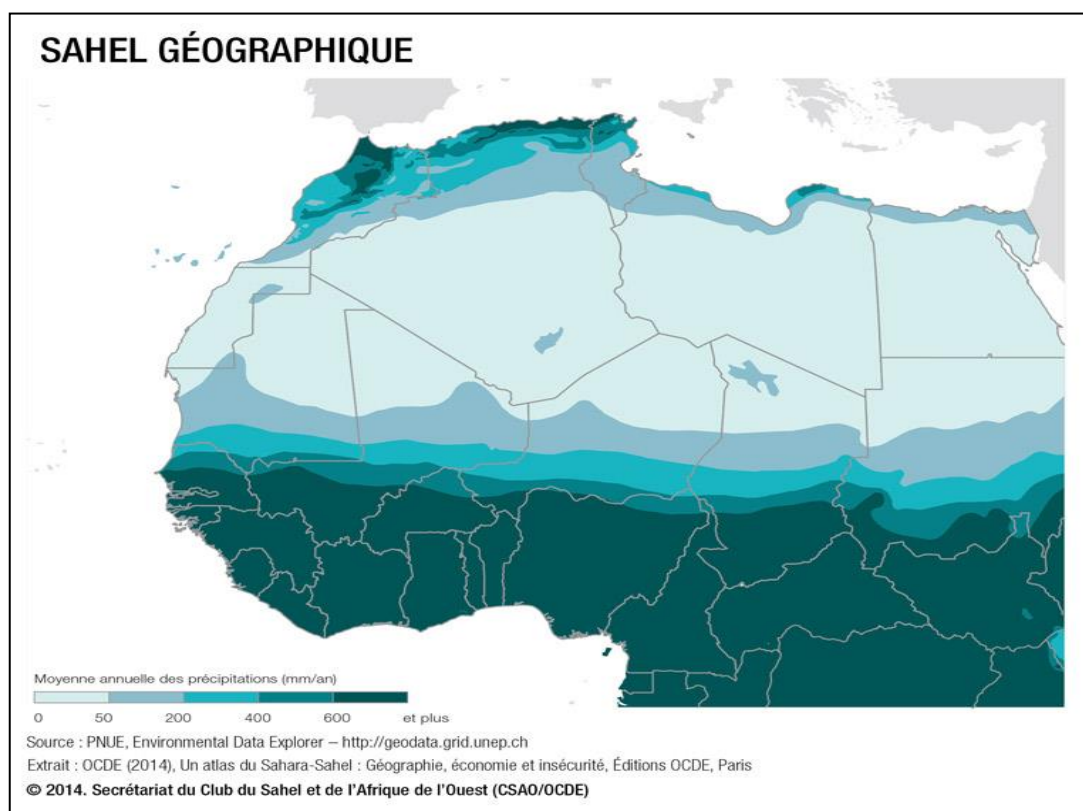 SAHEL GÉOGRAPHIQUE
Moyenne annuelle des précipitations (mm/an)
0 50 200 400 600 et plus
Source : PNUE, Environmental Data Explorer – http://geodata.grid.unep.ch
Extrait : OCDE (2014), Un atlas du Sahara-Sahel : Géographie, économie et insécurité, Éditions OCDE, Paris
© 2014. Secrétariat du Club du Sahel et de l'Afrique de l'Ouest (CSAO/OCDE)